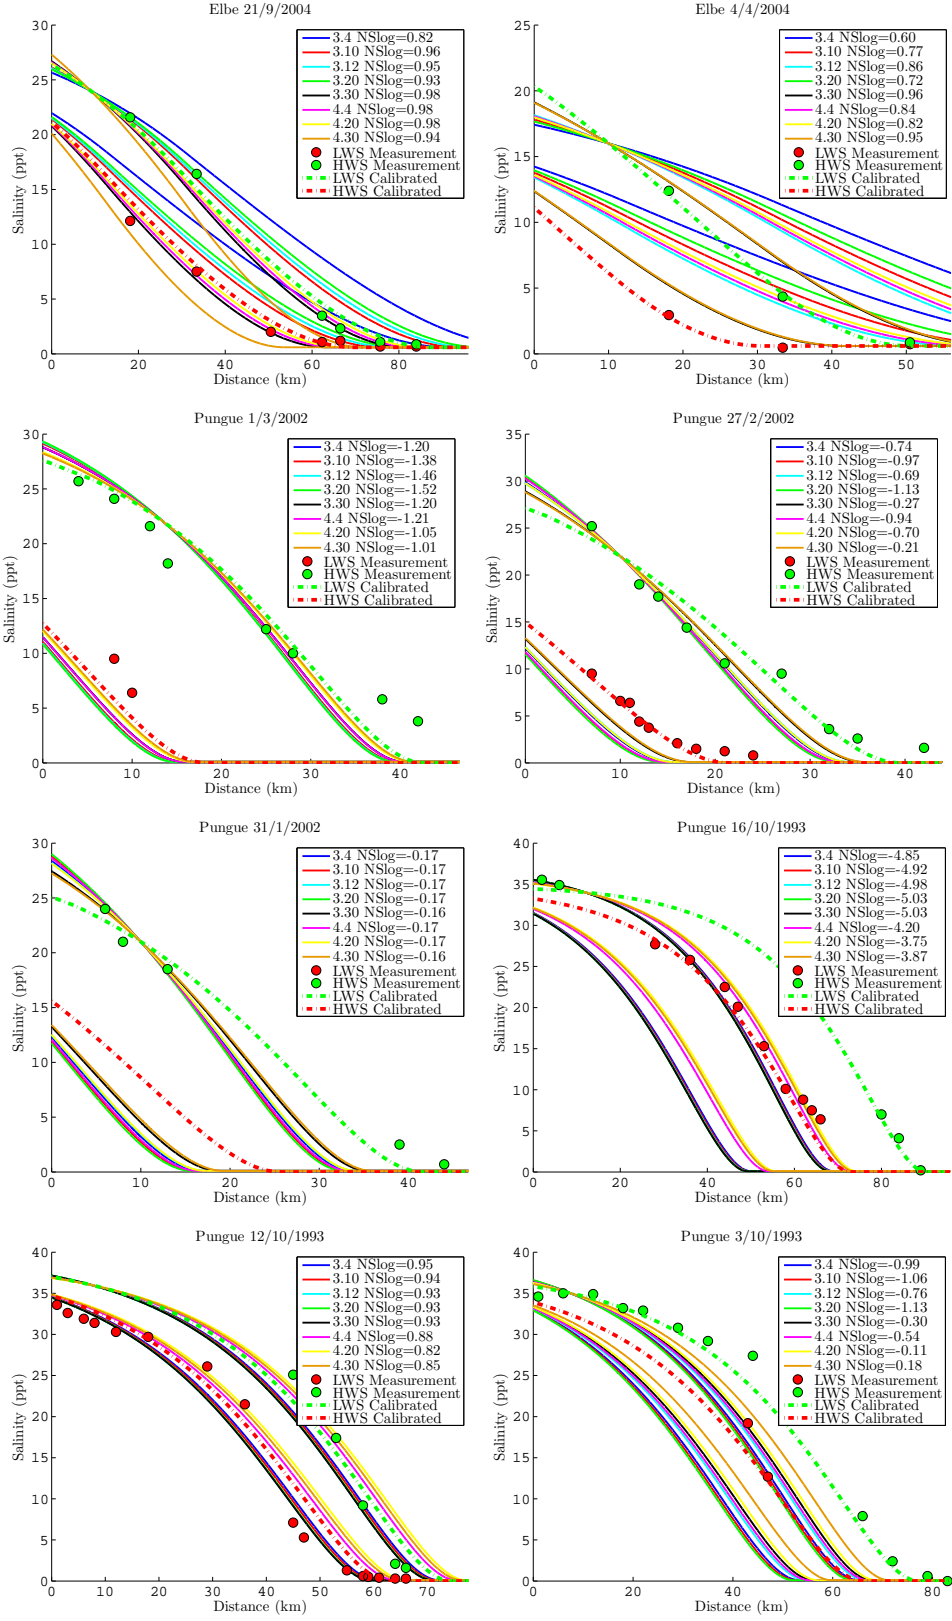 Elbe 21/9/2004
30
25
20
15
10
5
0
Salinity (ppt)
0 20 40 60 80
Distance (km)
3.4 NSlog=0.82
3.10 NSlog=0.96
3.12 NSlog=0.95
3.20 NSlog=0.93
3.30 NSlog=0.98
4.4 NSlog=0.98
4.20 NSlog=0.98
4.30 NSlog=0.94
LWS Measurement
HWS Measurement
LWS Calibrated
HWS Calibrated
Elbe 4/4/2004
25
20
15
10
5
0
Salinity (ppt)
0 10 20 30 40 50
Distance (km)
3.4 NSlog=0.60
3.10 NSlog=0.77
3.12 NSlog=0.86
3.20 NSlog=0.72
3.30 NSlog=0.96
4.4 NSlog=0.84
4.20 NSlog=0.82
4.30 NSlog=0.95
LWS Measurement
HWS Measurement
LWS Calibrated
HWS Calibrated
Pungue 1/3/2002
30
25
20
15
10
5
0
Salinity (ppt)
0 10 20 30 40
Distance (km)
3.4 NSlog=-1.20
3.10 NSlog=-1.38
3.12 NSlog=-1.46
3.20 NSlog=-1.52
3.30 NSlog=-1.20
4.4 NSlog=-1.21
4.20 NSlog=-1.05
4.30 NSlog=-1.01
LWS Measurement
HWS Measurement
LWS Calibrated
HWS Calibrated
Pungue 27/2/2002
35
30
25
20
15
10
5
0
Salinity (ppt)
0 10 20 30 40
Distance (km)
3.4 NSlog=-0.74
3.10 NSlog=-0.97
3.12 NSlog=-0.69
3.20 NSlog=-1.13
3.30 NSlog=-0.27
4.4 NSlog=-0.94
4.20 NSlog=-0.70
4.30 NSlog=-0.21
LWS Measurement
HWS Measurement
LWS Calibrated
HWS Calibrated
Pungue 31/1/2002
30
25
20
15
10
5
0
Salinity (ppt)
0 10 20 30 40
Distance (km)
3.4 NSlog=-0.17
3.10 NSlog=-0.17
3.12 NSlog=-0.17
3.20 NSlog=-0.17
3.30 NSlog=-0.16
4.4 NSlog=-0.17
4.20 NSlog=-0.17
4.30 NSlog=-0.16
LWS Measurement
HWS Measurement
LWS Calibrated
HWS Calibrated
Pungue 16/10/1993
40
35
30
25
20
15
10
5
0
Salinity (ppt)
0 20 40 60 80
Distance (km)
3.4 NSlog=-4.85
3.10 NSlog=-4.92
3.12 NSlog=-4.98
3.20 NSlog=-5.03
3.30 NSlog=-5.03
4.4 NSlog=-4.20
4.20 NSlog=-3.75
4.30 NSlog=-3.87
LWS Measurement
HWS Measurement
LWS Calibrated
HWS Calibrated
Pungue 12/10/1993
40
35
30
25
20
15
10
5
0
Salinity (ppt)
0 10 20 30 40 50 60 70
Distance (km)
3.4 NSlog=0.95
3.10 NSlog=0.94
3.12 NSlog=0.93
3.20 NSlog=0.93
3.30 NSlog=0.93
4.4 NSlog=0.88
4.20 NSlog=0.82
4.30 NSlog=0.85
LWS Measurement
HWS Measurement
LWS Calibrated
HWS Calibrated
Pungue 3/10/1993
40
35
30
25
20
15
10
5
0
Salinity (ppt)
0 20 40 60 80
Distance (km)
3.4 NSlog=-0.99
3.10 NSlog=-1.06
3.12 NSlog=-0.76
3.20 NSlog=-1.13
3.30 NSlog=-0.30
4.4 NSlog=-0.54
4.20 NSlog=-0.11
4.30 NSlog=0.18
LWS Measurement
HWS Measurement
LWS Calibrated
HWS Calibrated